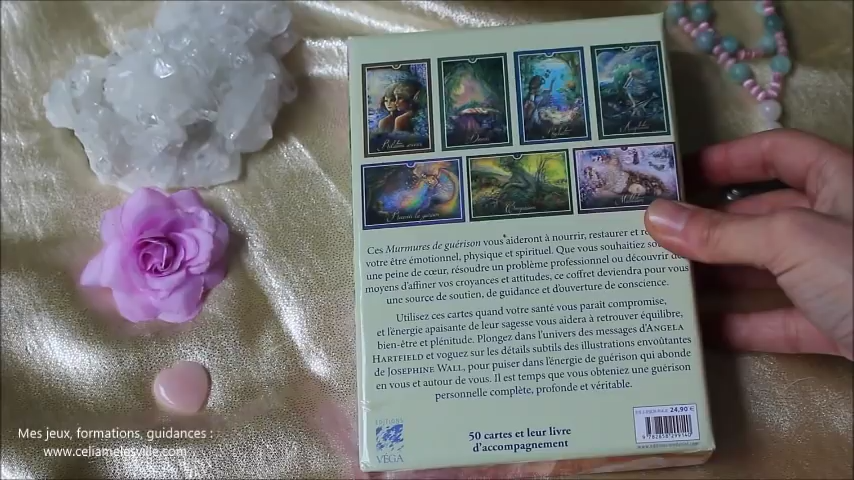 Ces Murmures de guérison vous aideront à nourrir, restaurer et
votre être émotionnel, physique et spirituel. Que vous souhaitiez
une peine de cœur, résoudre un problème professionnel ou découvrir
moyens d'affiner vos croyances et attitudes, ce coffret deviendra pour vous
une source de soutien, de guidance et d'ouverture de conscience.
Utilisez ces cartes quand votre santé vous paraît compromise,
et l'énergie apaisante de leur sagesse vous aidera à retrouver équilibre,
bien-être et plénitude. Plongez dans l'univers des messages d'ANGELA
HARTFIELD et voguez sur les détails subtils des illustrations envoûtantes
de JOSEPHINE WALL, pour puiser dans l'énergie de guérison qui abonde
en vous et autour de vous. Il est temps que vous obteniez une guérison
personnelle complète, profonde et véritable.
24,90 €
ÉDITIONS
VÉGA
50 cartes et leur livre
d'accompagnement
Mes jeux, formations, guidances :
www.celiamelesville.com